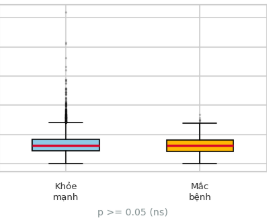 Khỏe
mạnh
Mắc
bệnh
p >= 0.05 (ns)